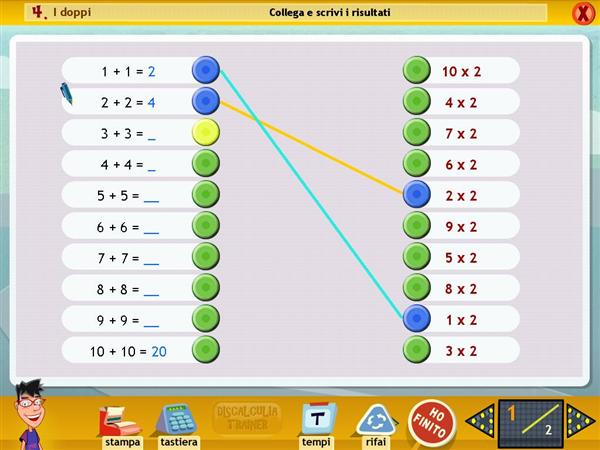 4. I doppi
Collega e scrivi i risultati
X
1 + 1 = 2
10 x 2
2 + 2 = 4
4 x 2
3 + 3 = _
7 x 2
4 + 4 = _
6 x 2
5 + 5 = __
2 x 2
6 + 6 = __
9 x 2
7 + 7 = __
5 x 2
8 + 8 = __
8 x 2
9 + 9 = __
1 x 2
10 + 10 = 20
3 x 2
DISCALCULIA
TRAINER
T
HO
FINITO
1
2
stampa
tastiera
tempi
rifai